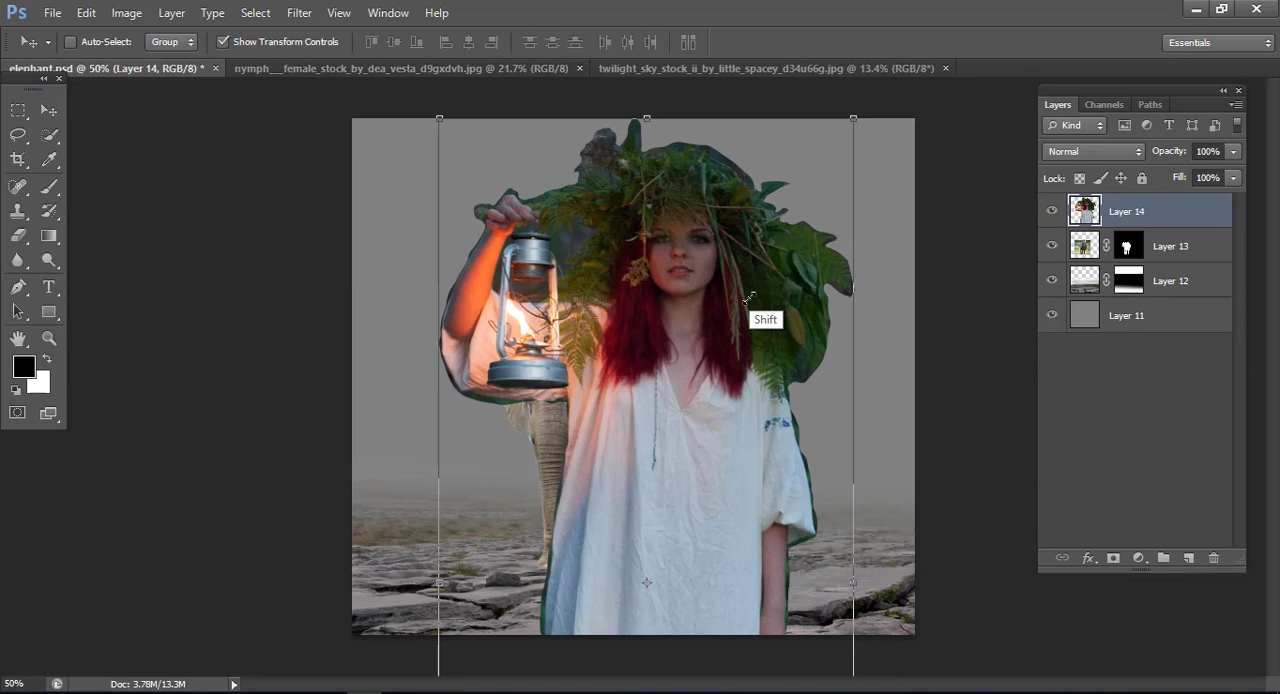 Ps File Edit Image Layer Type Select Filter View Window Help
Auto-Select: Group Show Transform Controls Essentials
elephant.psd @ 50% (Layer 14, RGB/8) * × nymph___female_stock_by_dea_vesta_d9gxdvh.jpg @ 21.7% (RGB/8) × twilight_sky_stock_ii_by_little_spacey_d34u66g.jpg @ 13.4% (RGB/8*) ×
Layers Channels Paths
Kind
Normal Opacity: 100%
Lock: Fill: 100%
Layer 14
Layer 13
Layer 12
Layer 11
Shift
50% Doc: 3.78M/13.3M